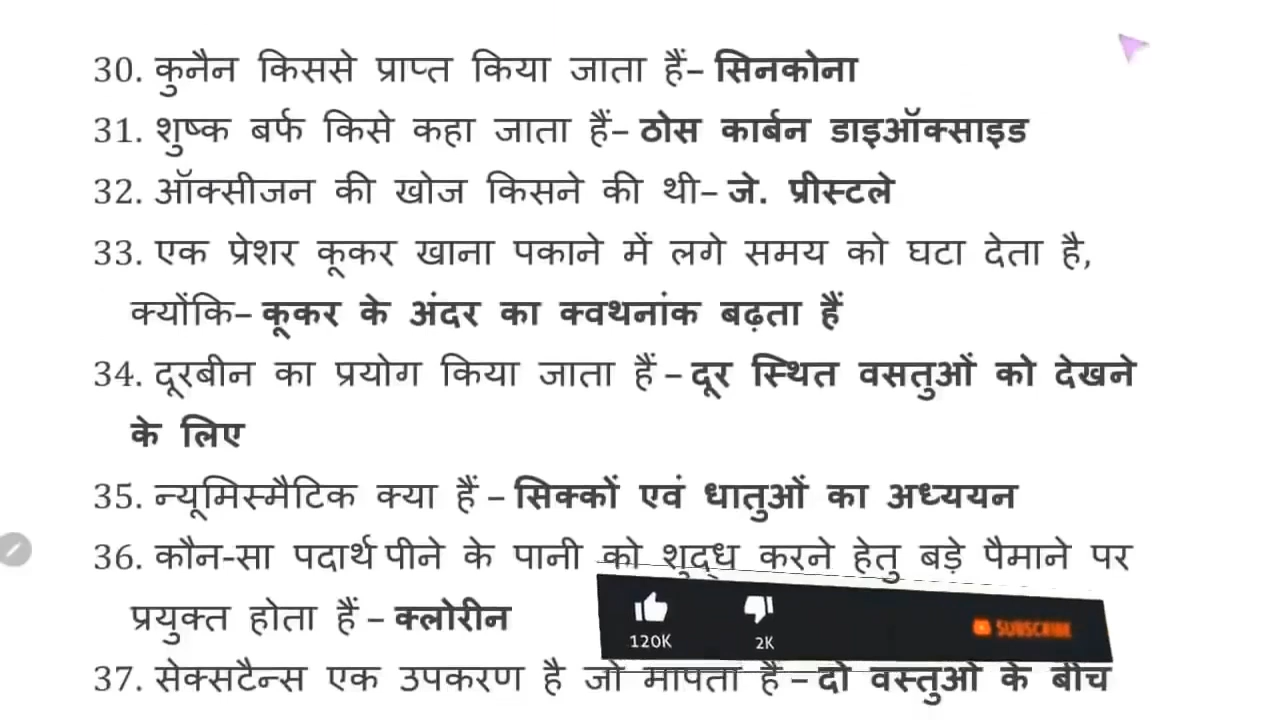 30. कुनैन किससे प्राप्त किया जाता हैं– सिनकोना
31. शुष्क बर्फ किसे कहा जाता हैं– ठोस कार्बन डाइऑक्साइड
32. ऑक्सीजन की खोज किसने की थी– जे. प्रीस्टले
33. एक प्रेशर कूकर खाना पकाने में लगे समय को घटा देता है,
क्योंकि– कूकर के अंदर का क्वथनांक बढ़ता हैं
34. दूरबीन का प्रयोग किया जाता हैं – दूर स्थित वसतुओं को देखने
के लिए
35. न्यूमिस्मैटिक क्या हैं – सिक्कों एवं धातुओं का अध्ययन
36. कौन-सा पदार्थ पीने के पानी को शुद्ध करने हेतु बड़े पैमाने पर
प्रयुक्त होता हैं – क्लोरीन
120K 2K SUBSCRIBE
37. सेक्सटैन्स एक उपकरण है जो मापता हैं – दो वस्तुओं के बीच